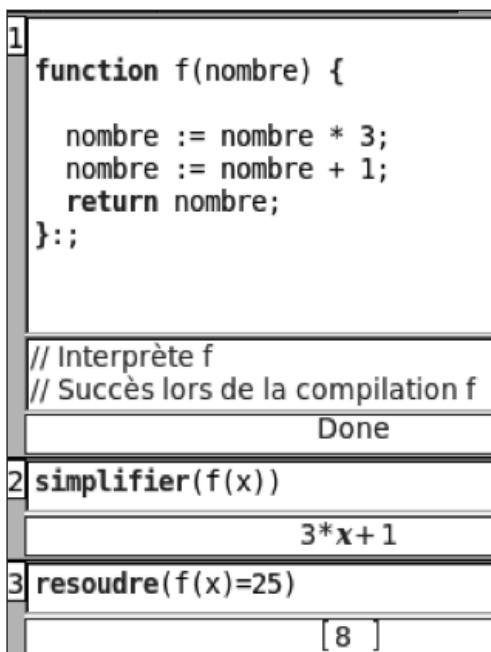 1
function f(nombre) {
nombre := nombre * 3;
nombre := nombre + 1;
return nombre;
}:;
// Interprète f
// Succès lors de la compilation f
Done
2 simplifier(f(x))
3*x+1
3 resoudre(f(x)=25)
[8 ]